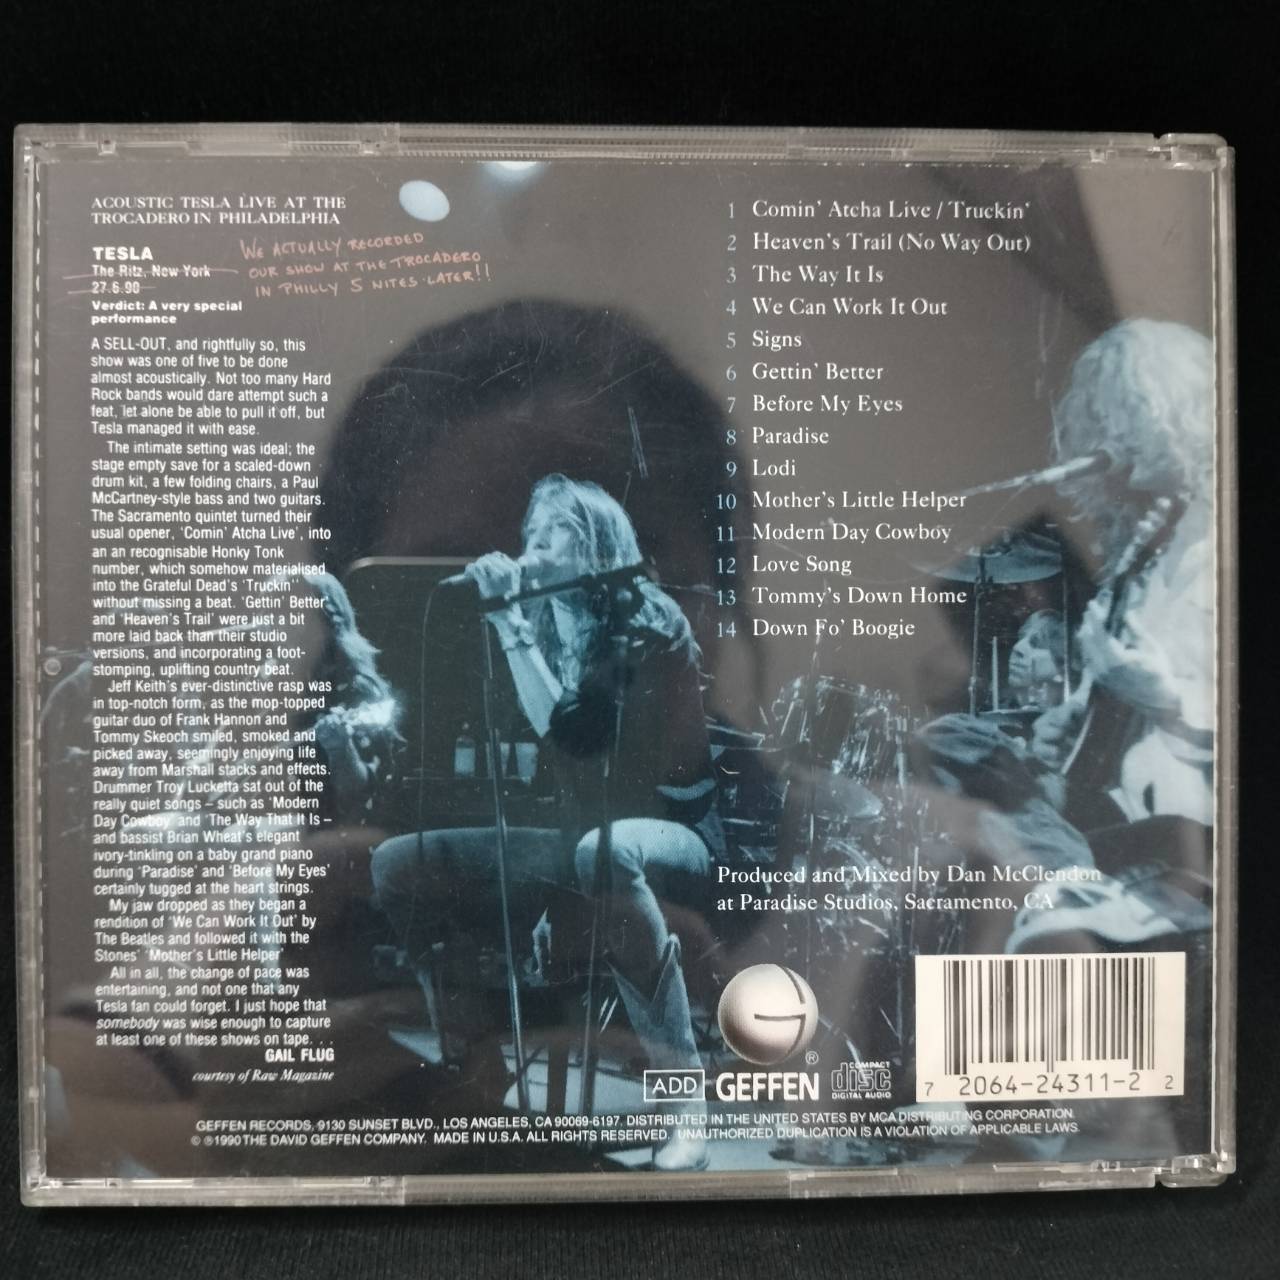 ACOUSTIC TESLA LIVE AT THE
TROCADERO IN PHILADELPHIA
TESLA
The Ritz, New York
27.6.90
Verdict: A very special
performance
WE ACTUALLY RECORDED
OUR SHOW AT THE TROCADERO
IN PHILLY 5 NITES LATER!!
A SELL-OUT, and rightfully so, this
show was one of five to be done
almost acoustically. Not too many Hard
Rock bands would dare attempt such a
feat, let alone be able to pull it off, but
Tesla managed it with ease.
The intimate setting was ideal; the
stage empty save for a scaled-down
drum kit, a few folding chairs, a Paul
McCartney-style bass and two guitars.
The Sacramento quintet turned their
usual opener, 'Comin' Atcha Live', into
an an recognisable Honky Tonk
number, which somehow materialised
into the Grateful Dead's 'Truckin''
without missing a beat. 'Gettin' Better'
and 'Heaven's Trail' were just a bit
more laid back than their studio
versions, and incorporating a foot-
stomping, uplifting country beat.
Jeff Keith's ever-distinctive rasp was
in top-notch form, as the mop-topped
guitar duo of Frank Hannon and
Tommy Skeoch smiled, smoked and
picked away, seemingly enjoying life
away from Marshall stacks and effects.
Drummer Troy Lucketta sat out of the
really quiet songs – such as 'Modern
Day Cowboy' and 'The Way That It Is –
and bassist Brian Wheat's elegant
ivory-tinkling on a baby grand piano
during 'Paradise' and 'Before My Eyes'
certainly tugged at the heart strings.
My jaw dropped as they began a
rendition of 'We Can Work It Out' by
The Beatles and followed it with the
Stones' 'Mother's Little Helper'
All in all, the change of pace was
entertaining, and not one that any
Tesla fan could forget. I just hope that
somebody was wise enough to capture
at least one of these shows on tape. . .
GAIL FLUG
courtesy of Raw Magazine
1 Comin' Atcha Live / Truckin'
2 Heaven's Trail (No Way Out)
3 The Way It Is
4 We Can Work It Out
5 Signs
6 Gettin' Better
7 Before My Eyes
8 Paradise
9 Lodi
10 Mother's Little Helper
11 Modern Day Cowboy
12 Love Song
13 Tommy's Down Home
14 Down Fo' Boogie
Produced and Mixed by Dan McClendon
at Paradise Studios, Sacramento, CA
G ®
ADD GEFFEN COMPACT disc DIGITAL AUDIO
7 2064-24311-2 2
GEFFEN RECORDS, 9130 SUNSET BLVD., LOS ANGELES, CA 90069-6197. DISTRIBUTED IN THE UNITED STATES BY MCA DISTRIBUTING CORPORATION.
© ℗ 1990 THE DAVID GEFFEN COMPANY. MADE IN U.S.A. ALL RIGHTS RESERVED. UNAUTHORIZED DUPLICATION IS A VIOLATION OF APPLICABLE LAWS.